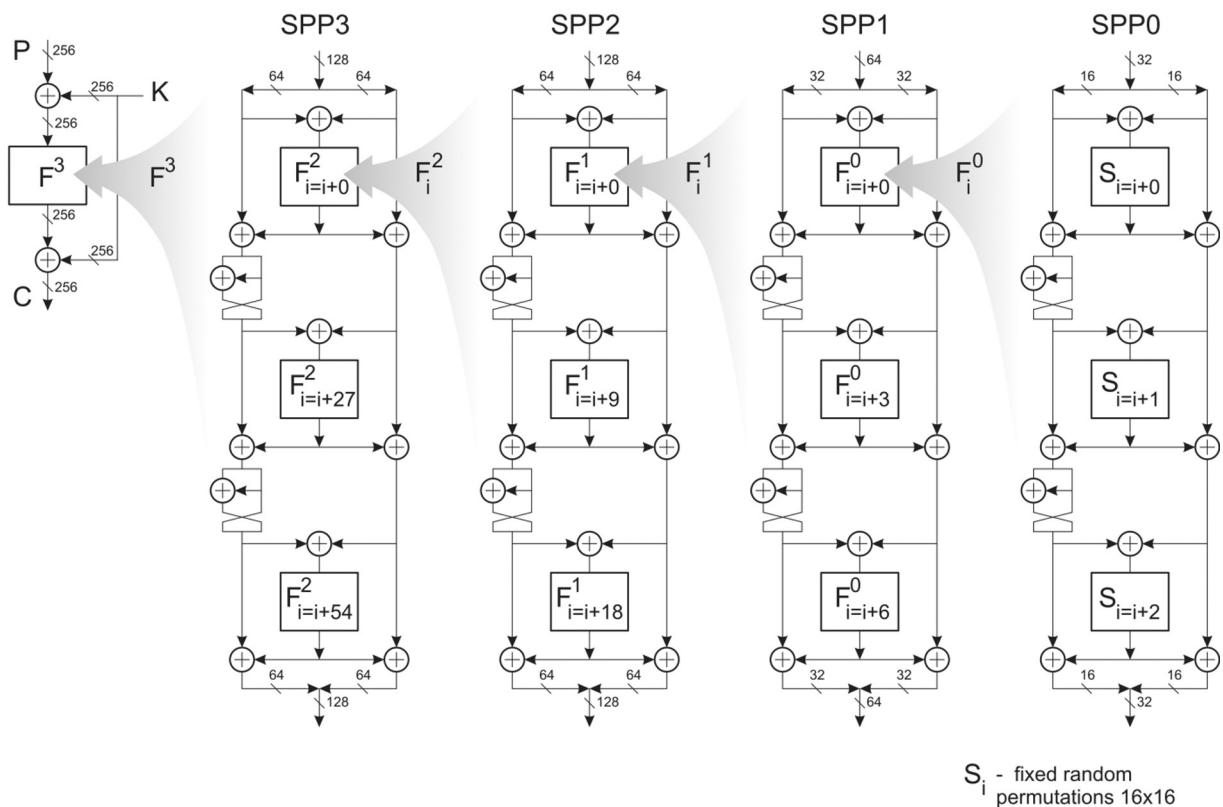 SPP3 SPP2 SPP1 SPP0
P 256 128 128 64 32
64 64 64 64 32 32 16 16
256 K
256
F³ F³ F²i=i+0 F²i F¹i=i+0 F¹i F⁰i=i+0 F⁰i Si=i+0
256
256
C 256
F²i=i+27 F¹i=i+9 F⁰i=i+3 Si=i+1
F²i=i+54 F¹i=i+18 F⁰i=i+6 Si=i+2
64 64 64 64 32 32 16 16
128 128 64 32
Si - fixed random
permutations 16x16